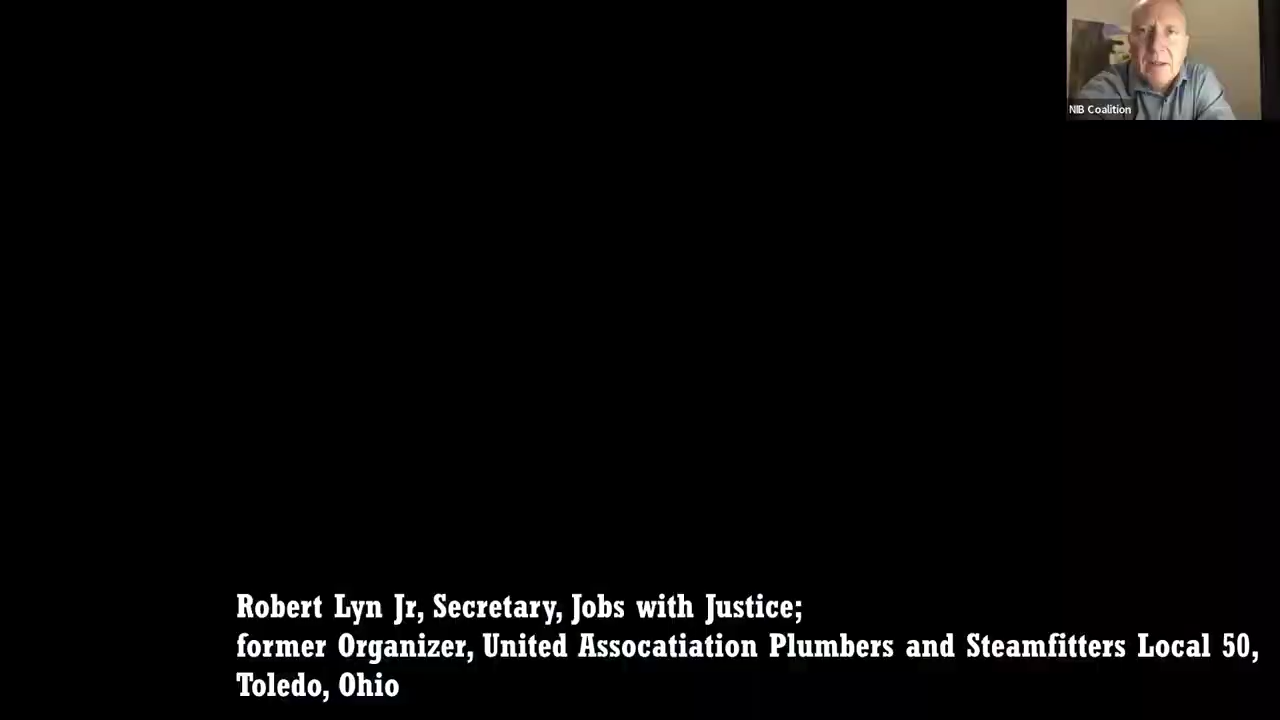 NIB Coalition
Robert Lyn Jr, Secretary, Jobs with Justice;
former Organizer, United Assocatiation Plumbers and Steamfitters Local 50,
Toledo, Ohio